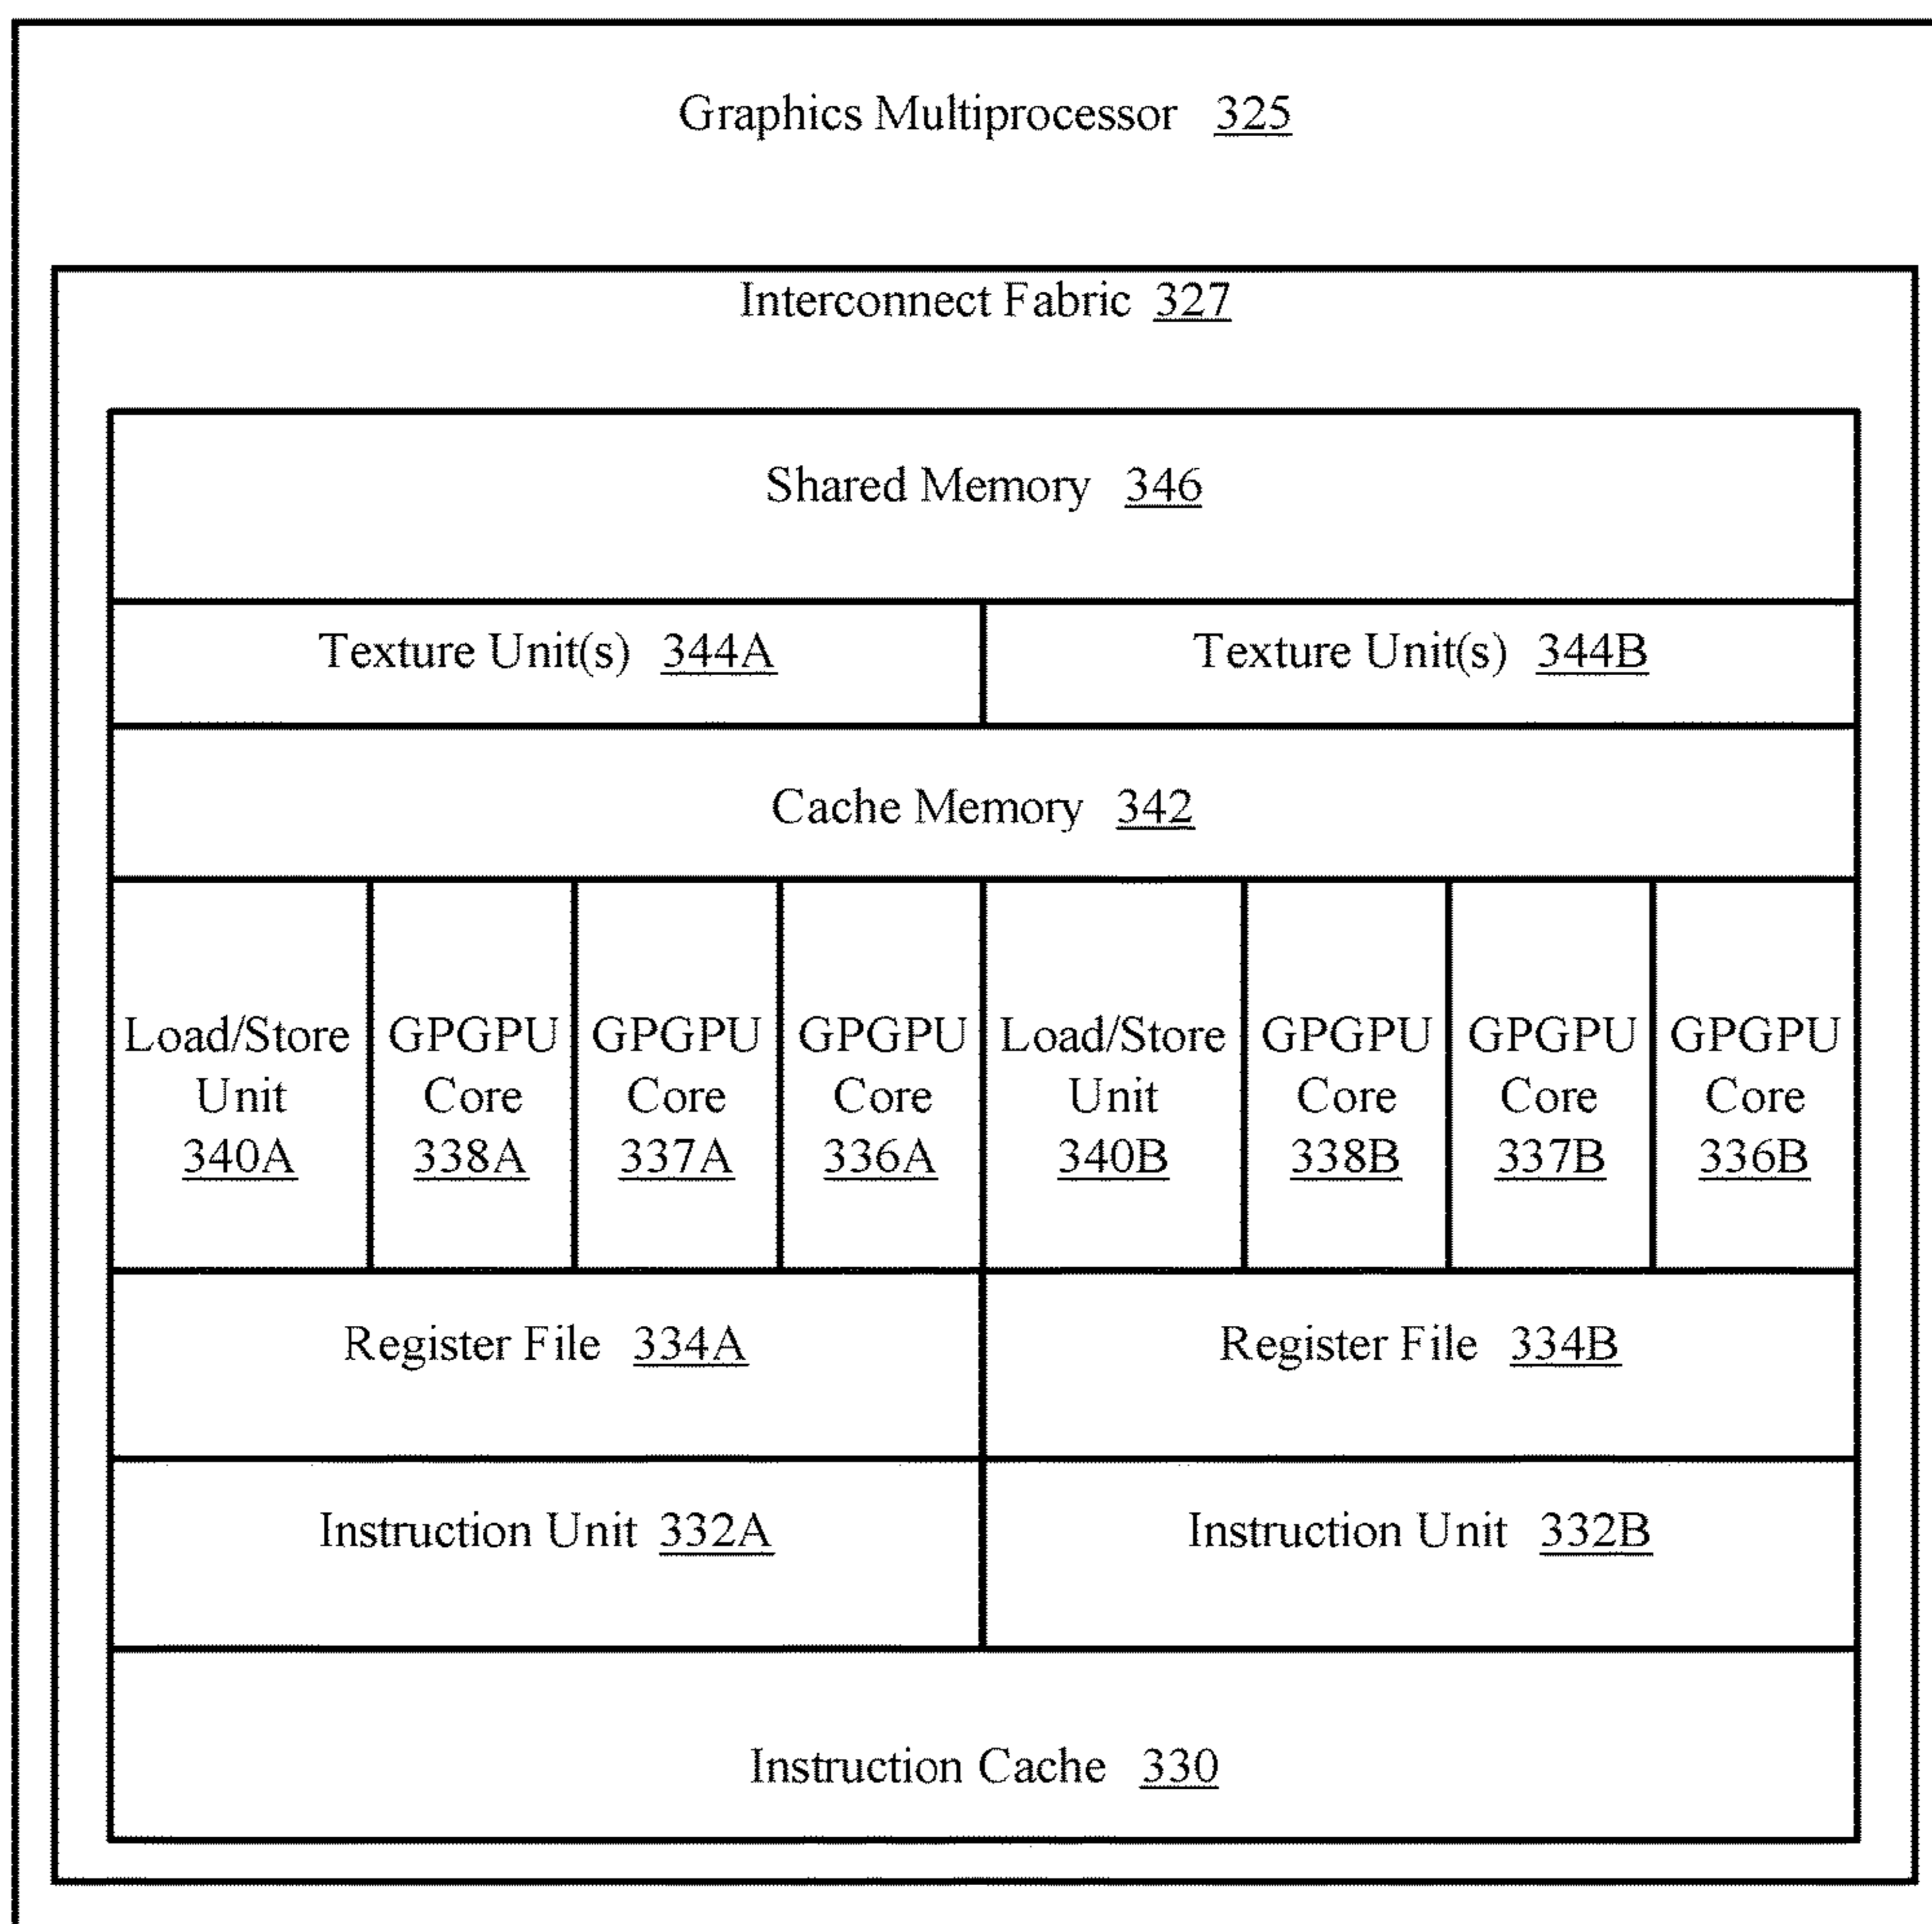 Graphics Multiprocessor 325
Interconnect Fabric 327
Shared Memory 346
Texture Unit(s) 344A
Texture Unit(s) 344B
Cache Memory 342
Load/Store
Unit
340A
GPGPU
Core
338A
GPGPU
Core
337A
GPGPU
Core
336A
Load/Store
Unit
340B
GPGPU
Core
338B
GPGPU
Core
337B
GPGPU
Core
336B
Register File 334A
Register File 334B
Instruction Unit 332A
Instruction Unit 332B
Instruction Cache 330